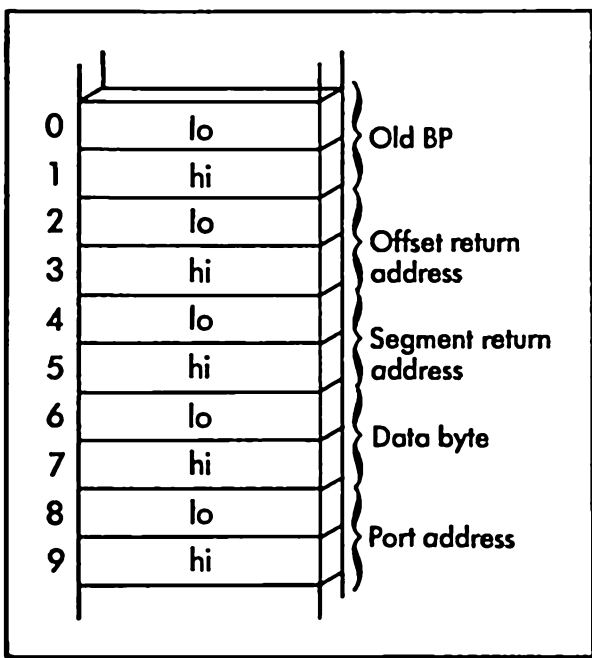 0 lo
Old BP
1 hi
2 lo
Offset return
address
3 hi
4 lo
Segment return
address
5 hi
6 lo
Data byte
7 hi
8 lo
Port address
9 hi